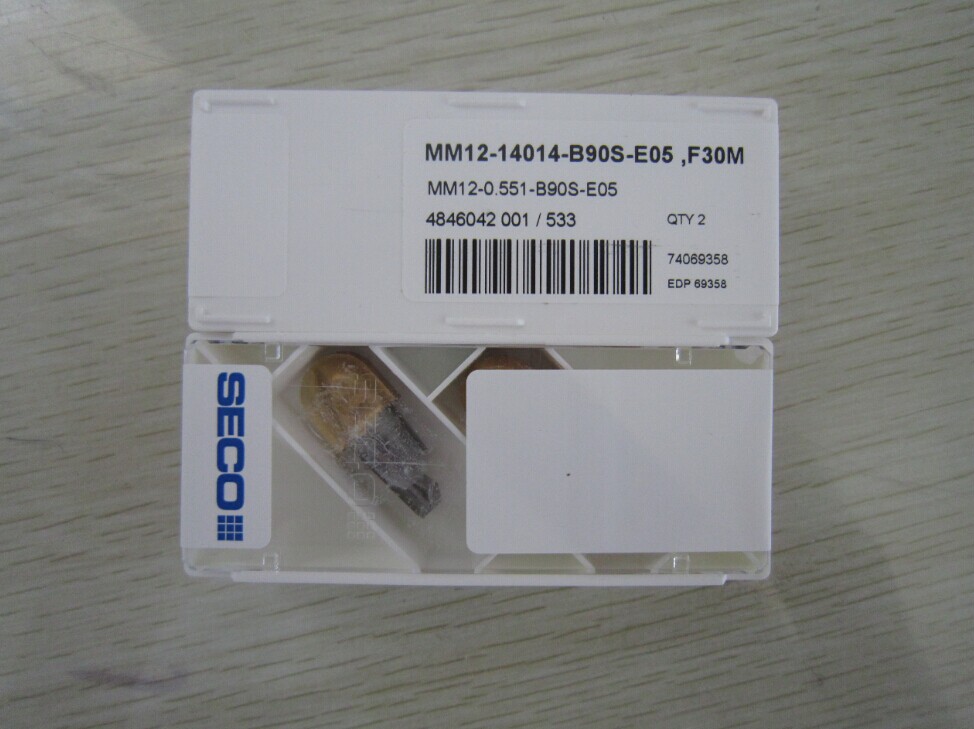 MM12-14014-B90S-E05 ,F30M
MM12-0.551-B90S-E05
4846042 001 / 533 QTY 2
74069358
EDP 69358
SECO